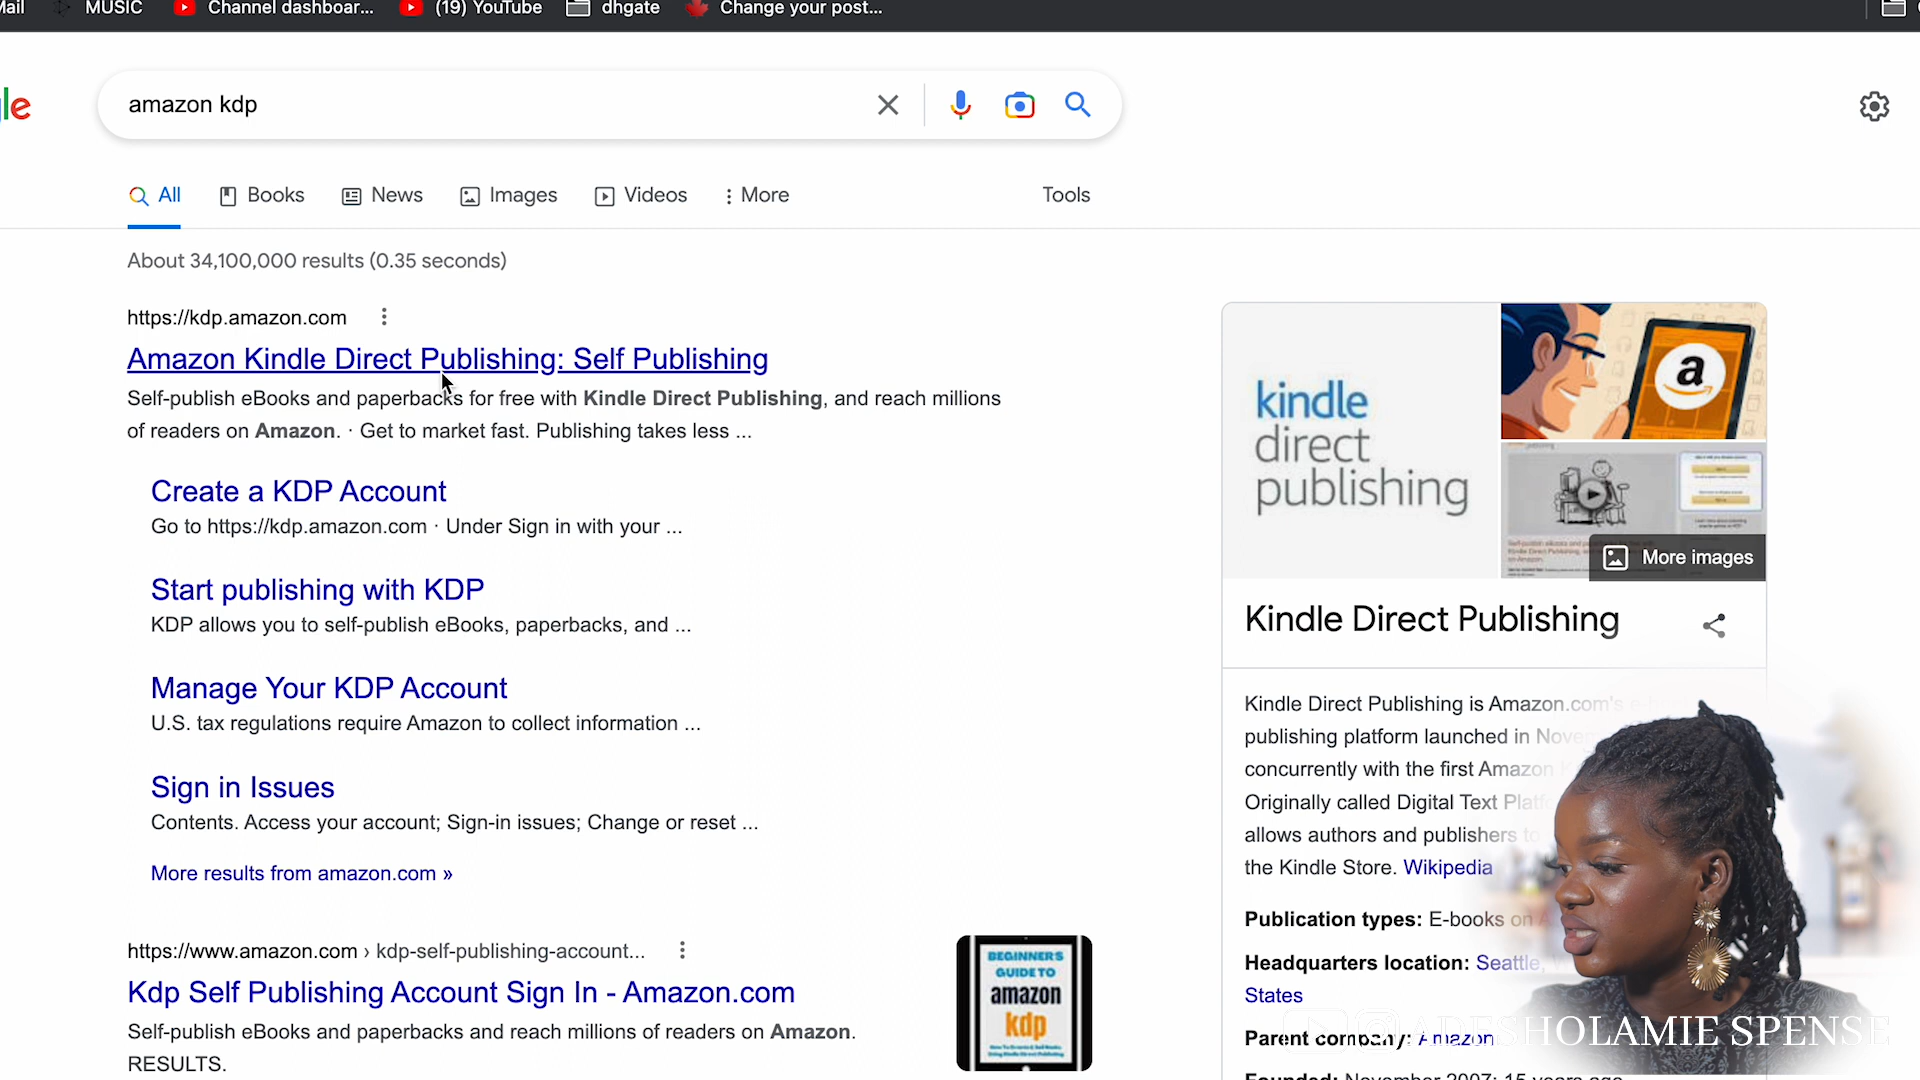 MUSIC
Channel dashboar...
(19) YouTube
dhgate
Change your post...
le
amazon kdp
All
Books
News
Images
Videos
More
Tools
About 34,100,000 results (0.35 seconds)
https://kdp.amazon.com
Amazon Kindle Direct Publishing: Self Publishing
Self-publish eBooks and paperbacks for free with Kindle Direct Publishing, and reach millions
of readers on Amazon. · Get to market fast. Publishing takes less ...
Create a KDP Account
Go to https://kdp.amazon.com · Under Sign in with your ...
Start publishing with KDP
KDP allows you to self-publish eBooks, paperbacks, and ...
Manage Your KDP Account
U.S. tax regulations require Amazon to collect information ...
Sign in Issues
Contents. Access your account; Sign-in issues; Change or reset ...
More results from amazon.com »
https://www.amazon.com › kdp-self-publishing-account...
Kdp Self Publishing Account Sign In - Amazon.com
Self-publish eBooks and paperbacks and reach millions of readers on Amazon.
RESULTS.
BEGINNER'S
GUIDE TO
amazon
kdp
kindle
direct
publishing
a
More images
Kindle Direct Publishing
Kindle Direct Publishing is Amazon.com's
publishing platform launched in
concurrently with the first Amazon
Originally called Digital Text
allows authors and publishers to
the Kindle Store. Wikipedia
Publication types: E-books on
Headquarters location: Seattle,
States
Parent company: Amazon
Founded: November 2007; 15 years ago
ADESHOLAMIE SPENSE